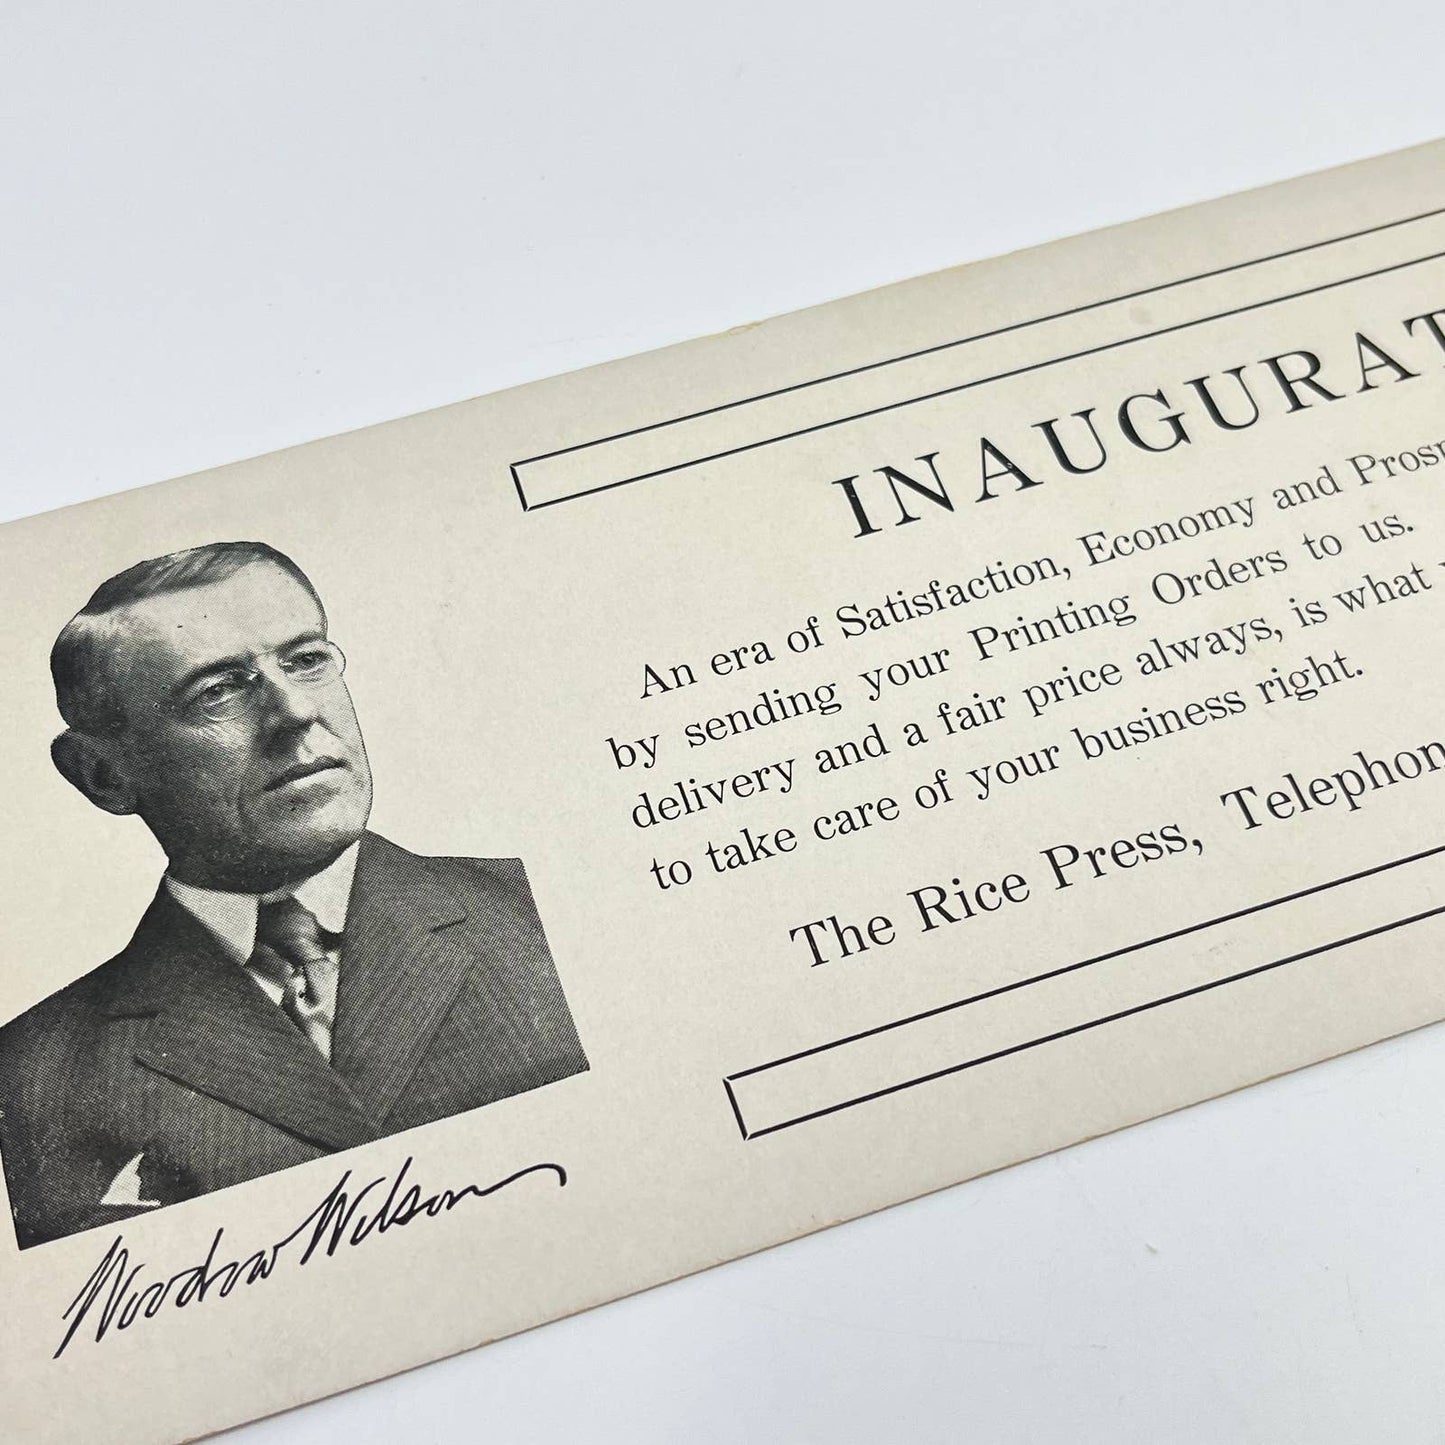 INAUGURAT
An era of Satisfaction, Economy and Prosp
by sending your Printing Orders to us.
delivery and a fair price always, is what
to take care of your business right.
The Rice Press, Telephon
Woodrow Wilson